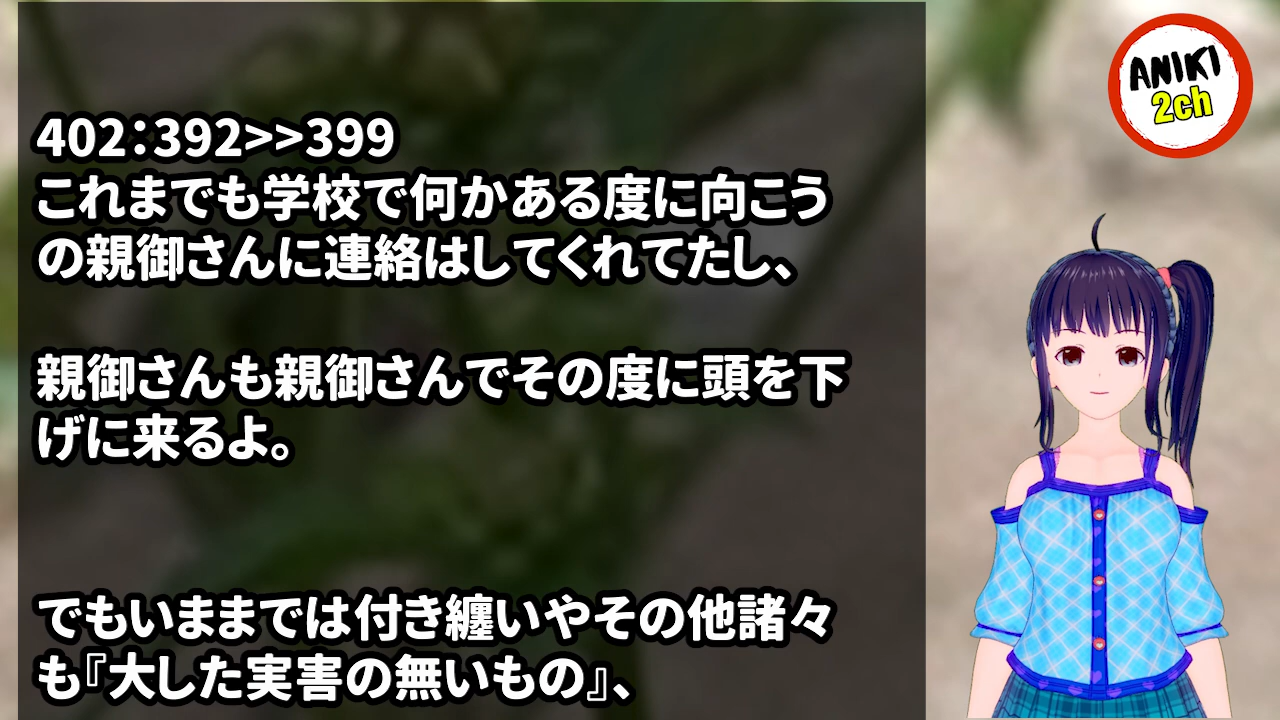 ANIKI
2ch
402：392>>399
これまでも学校で何かある度に向こう
の親御さんに連絡はしてくれてたし、
親御さんも親御さんでその度に頭を下
げに来るよ。
でもいままでは付き纏いやその他諸々
も『大した実害の無いもの』、